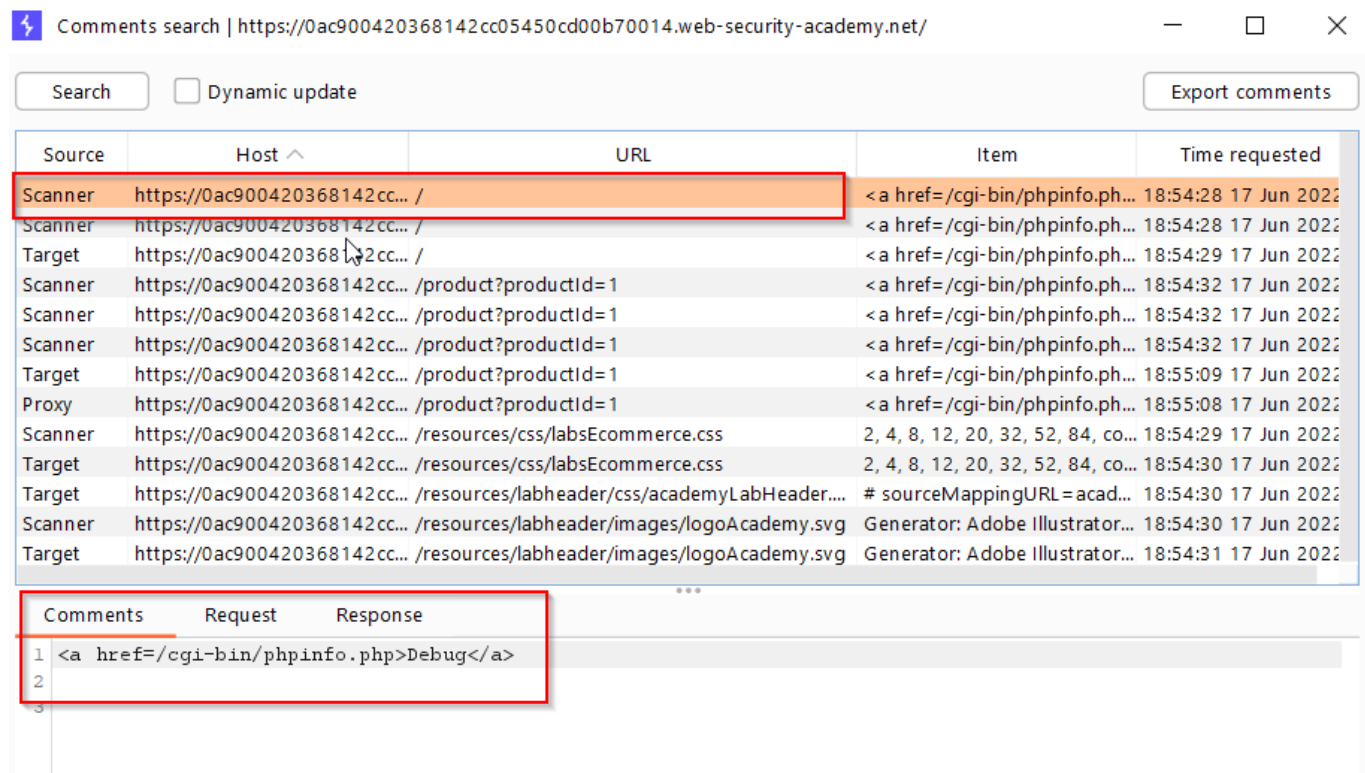 Comments search | https://0ac900420368142cc05450cd00b70014.web-security-academy.net/
Search Dynamic update Export comments
Source Host URL Item Time requested
Scanner https://0ac900420368142cc... / <a href=/cgi-bin/phpinfo.ph... 18:54:28 17 Jun 2022
Scanner https://0ac900420368142cc... / <a href=/cgi-bin/phpinfo.ph... 18:54:28 17 Jun 2022
Target https://0ac900420368142cc... / <a href=/cgi-bin/phpinfo.ph... 18:54:29 17 Jun 2022
Scanner https://0ac900420368142cc... /product?productId=1 <a href=/cgi-bin/phpinfo.ph... 18:54:32 17 Jun 2022
Scanner https://0ac900420368142cc... /product?productId=1 <a href=/cgi-bin/phpinfo.ph... 18:54:32 17 Jun 2022
Scanner https://0ac900420368142cc... /product?productId=1 <a href=/cgi-bin/phpinfo.ph... 18:54:32 17 Jun 2022
Target https://0ac900420368142cc... /product?productId=1 <a href=/cgi-bin/phpinfo.ph... 18:55:09 17 Jun 2022
Proxy https://0ac900420368142cc... /product?productId=1 <a href=/cgi-bin/phpinfo.ph... 18:55:08 17 Jun 2022
Scanner https://0ac900420368142cc... /resources/css/labsEcommerce.css 2, 4, 8, 12, 20, 32, 52, 84, co... 18:54:29 17 Jun 2022
Target https://0ac900420368142cc... /resources/css/labsEcommerce.css 2, 4, 8, 12, 20, 32, 52, 84, co... 18:54:30 17 Jun 2022
Target https://0ac900420368142cc... /resources/labheader/css/academyLabHeader.... # sourceMappingURL=acad... 18:54:30 17 Jun 2022
Scanner https://0ac900420368142cc... /resources/labheader/images/logoAcademy.svg Generator: Adobe Illustrator... 18:54:30 17 Jun 2022
Target https://0ac900420368142cc... /resources/labheader/images/logoAcademy.svg Generator: Adobe Illustrator... 18:54:31 17 Jun 2022
Comments Request Response
1 <a href=/cgi-bin/phpinfo.php>Debug</a>
2
3